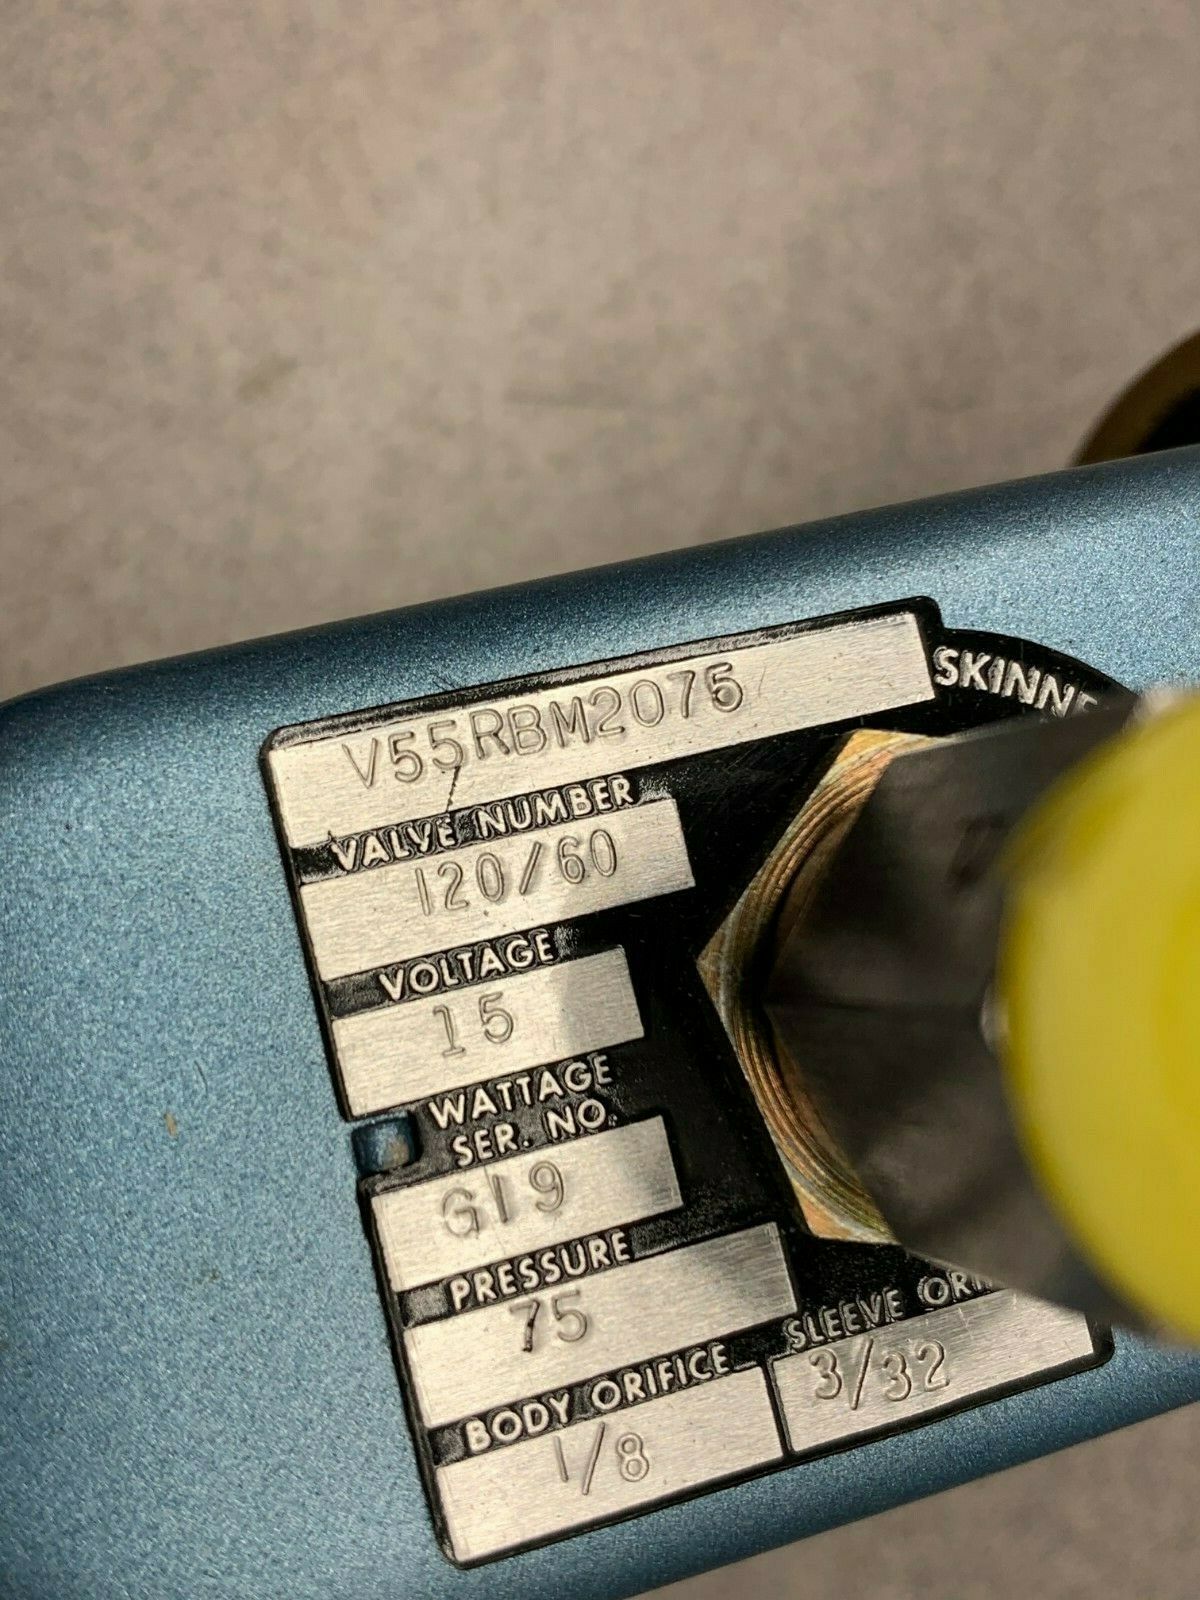 V55RBM2075
SKINNE
VALVE NUMBER
120/60
VOLTAGE
15
WATTAGE
SER. NO.
G19
PRESSURE
75
BODY ORIFICE
1/8
SLEEVE
3/32